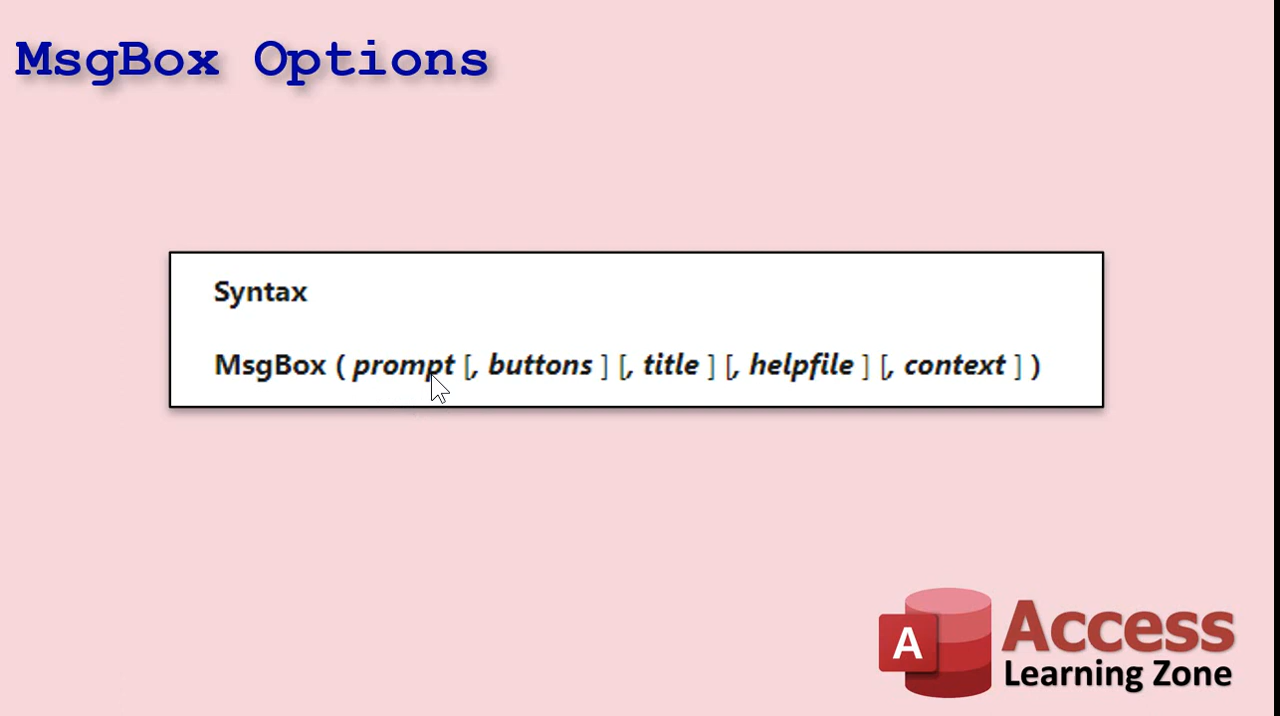 MsgBox Options
Syntax
MsgBox ( prompt [, buttons ] [, title ] [, helpfile ] [, context ] )
A
Access
Learning Zone